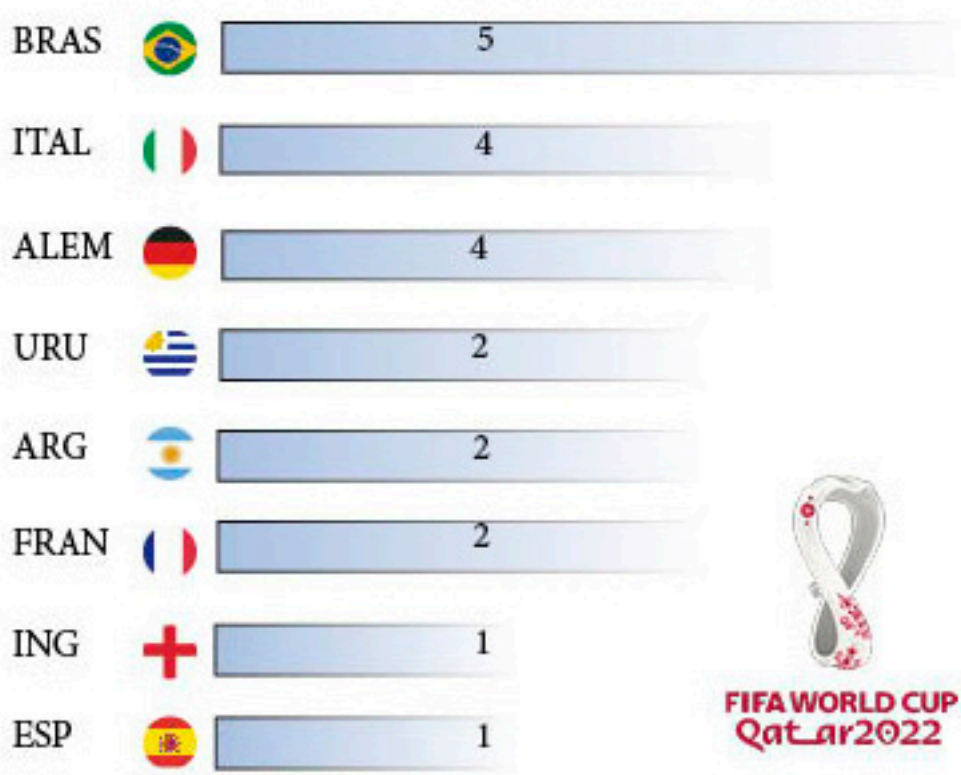 BRAS 5
ITAL 4
ALEM 4
URU 2
ARG 2
FRAN 2
ING 1
ESP 1
FIFA WORLD CUP
Qatar2022